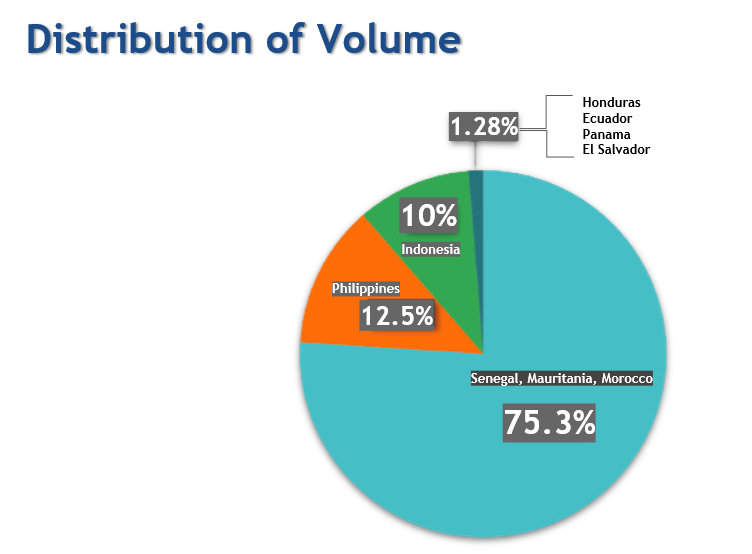 Distribution of Volume
1.28%
Honduras
Ecuador
Panama
El Salvador
10%
Indonesia
Philippines
12.5%
Senegal, Mauritania, Morocco
75.3%